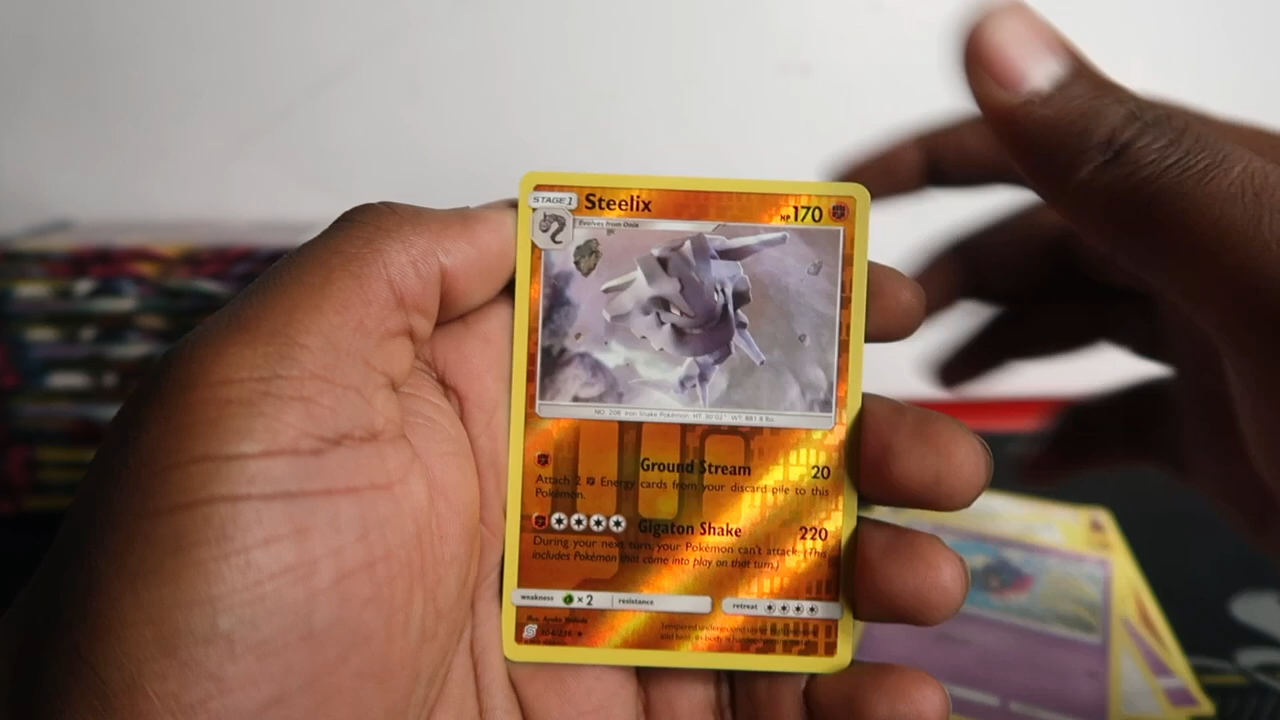 STAGE 1
Steelix
HP 170
Evolves from Onix
NO. 208 Iron Snake Pokémon HT: 30'02" WT: 881.8 lbs
Ground Stream 20
Attach 2 Energy cards from your discard pile to this
Pokémon.
Gigaton Shake 220
During your next turn, your Pokémon can't attack. (This
includes Pokémon that come into play on that turn.)
weakness ×2 resistance
retreat
Illus.
/236